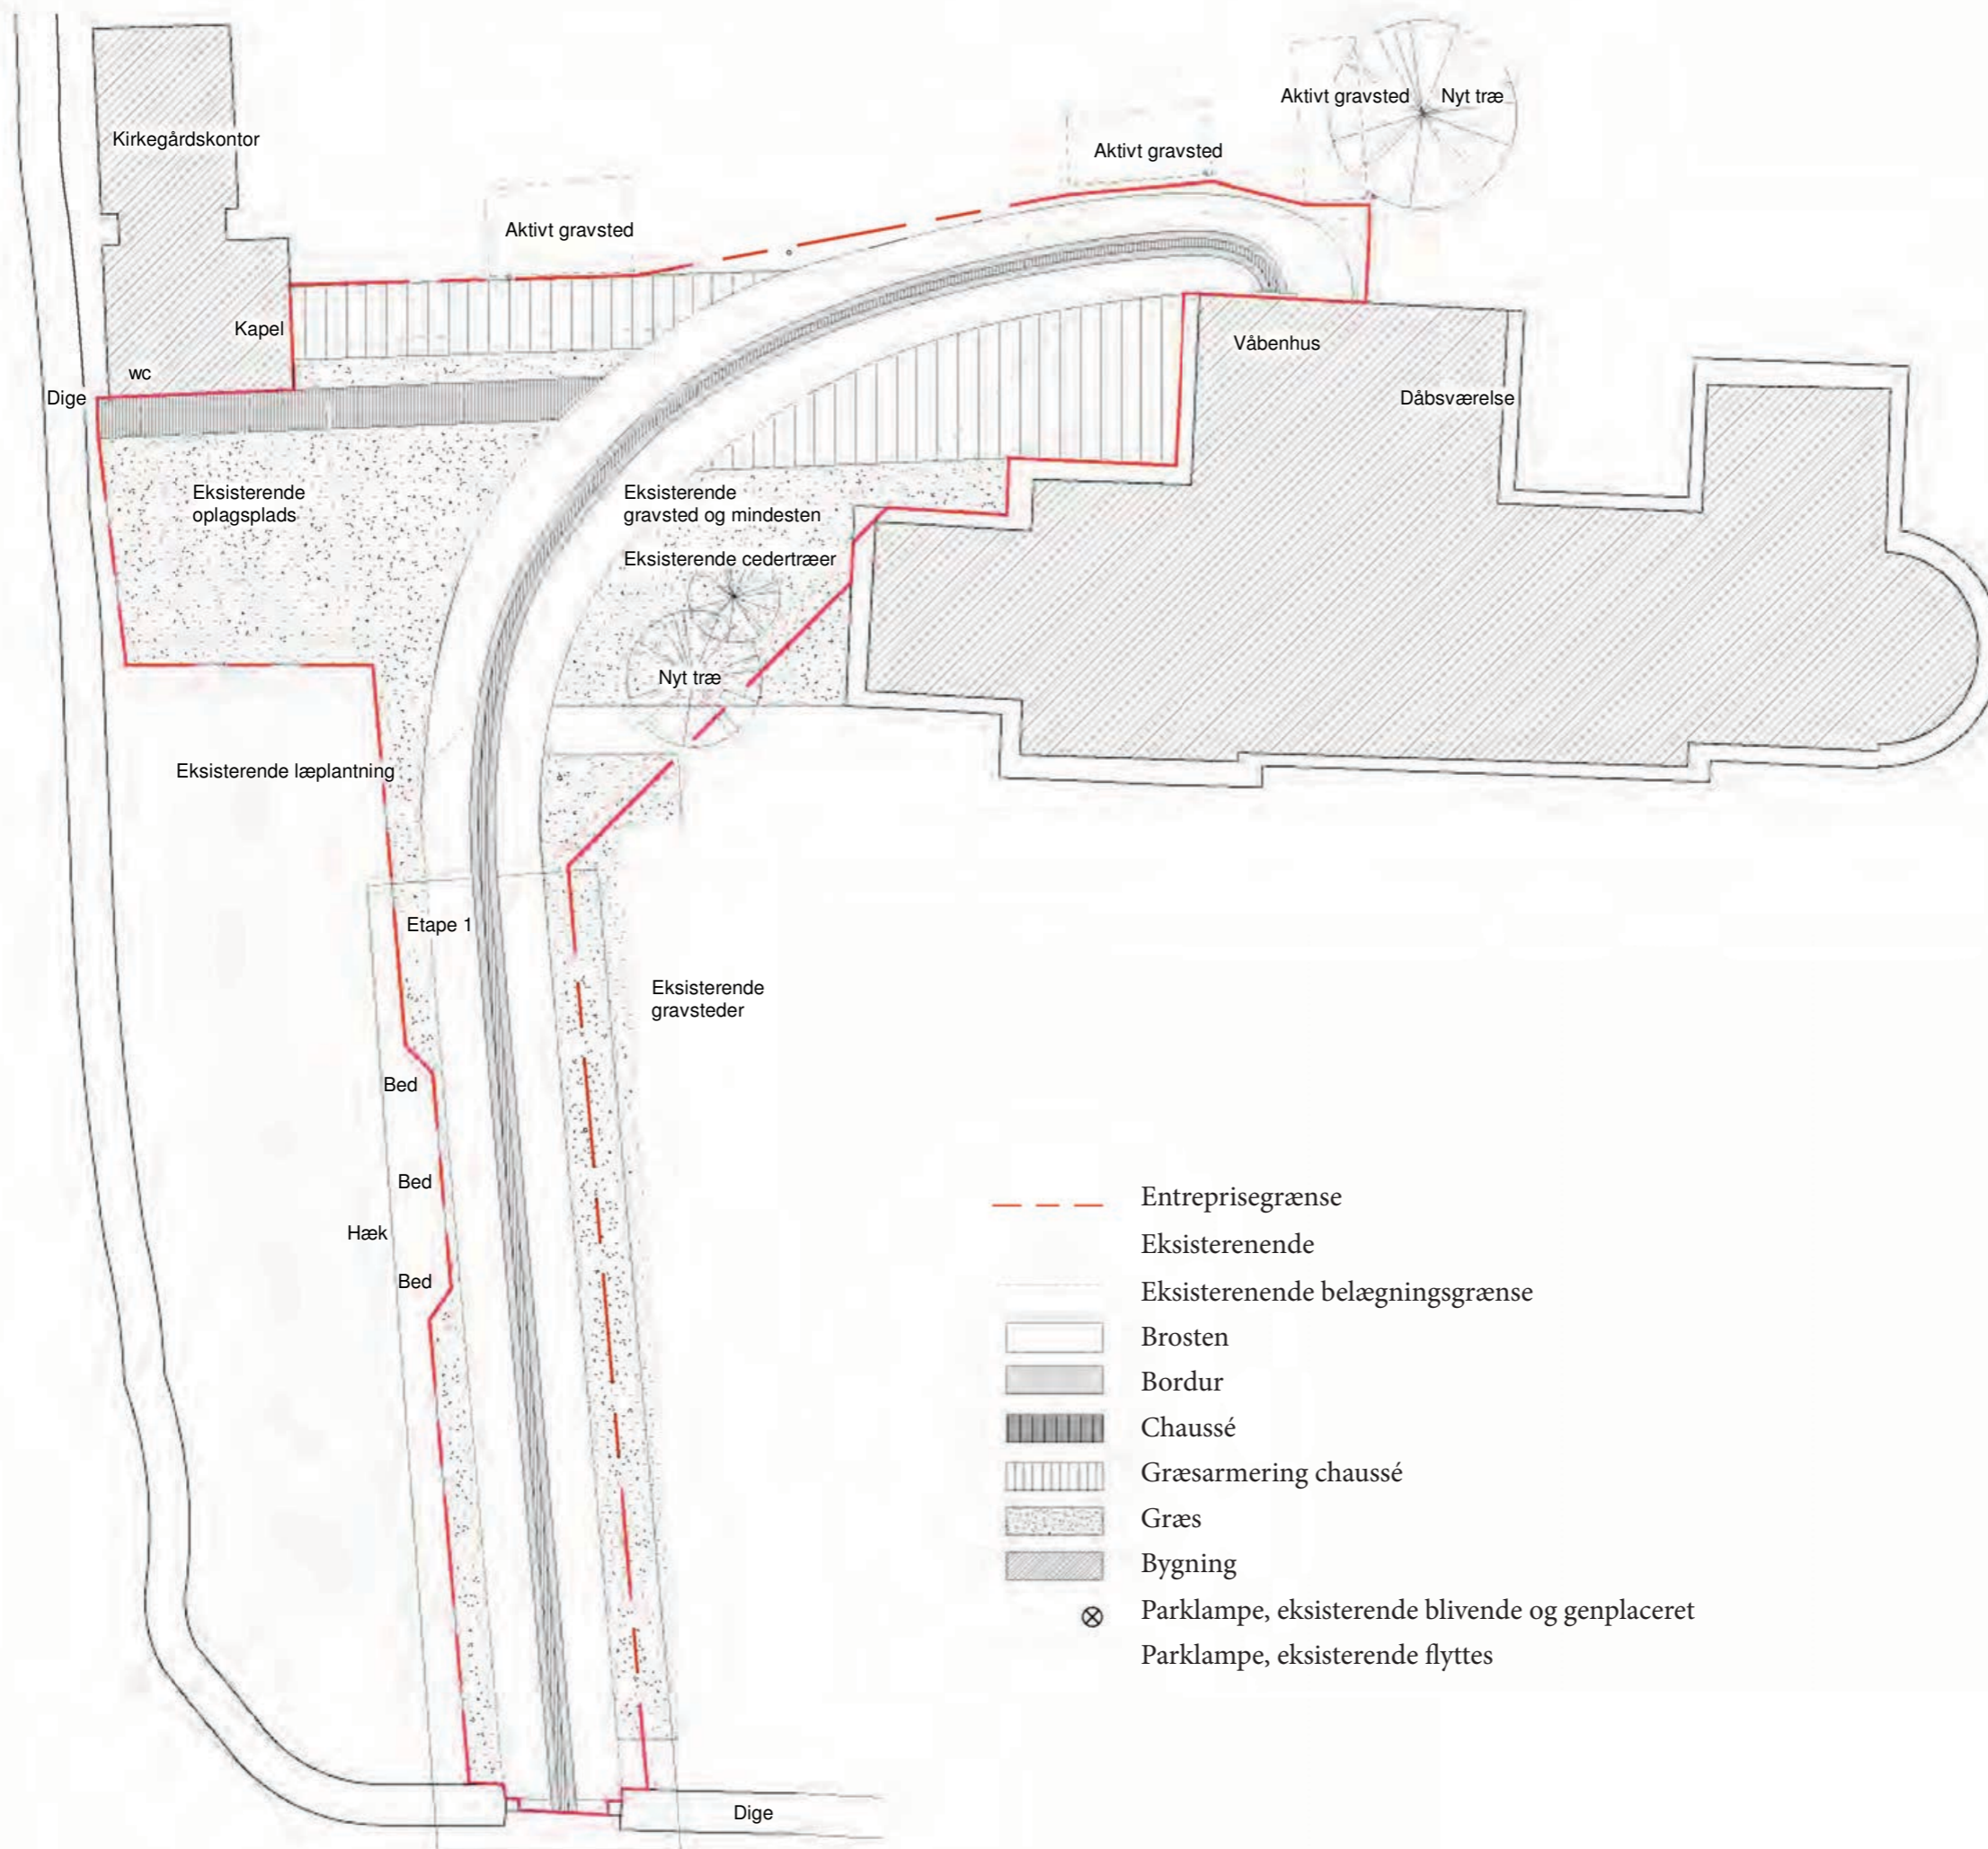 Aktivt gravsted
Nyt træ
Kirkegårdskontor
Aktivt gravsted
Aktivt gravsted
Kapel
Våbenhus
wc
Dige
Dåbsværelse
Eksisterende
oplagsplads
Eksisterende
gravsted og mindesten
Eksisterende cedertræer
Nyt træ
Eksisterende læplantning
Etape 1
Eksisterende
gravsteder
Bed
Bed
Hæk
Bed
Entreprisegrænse
Eksisterenende
Eksisterenende belægningsgrænse
Brosten
Bordur
Chaussé
Græsarmering chaussé
Græs
Bygning
Parklampe, eksisterende blivende og genplaceret
Parklampe, eksisterende flyttes
Dige